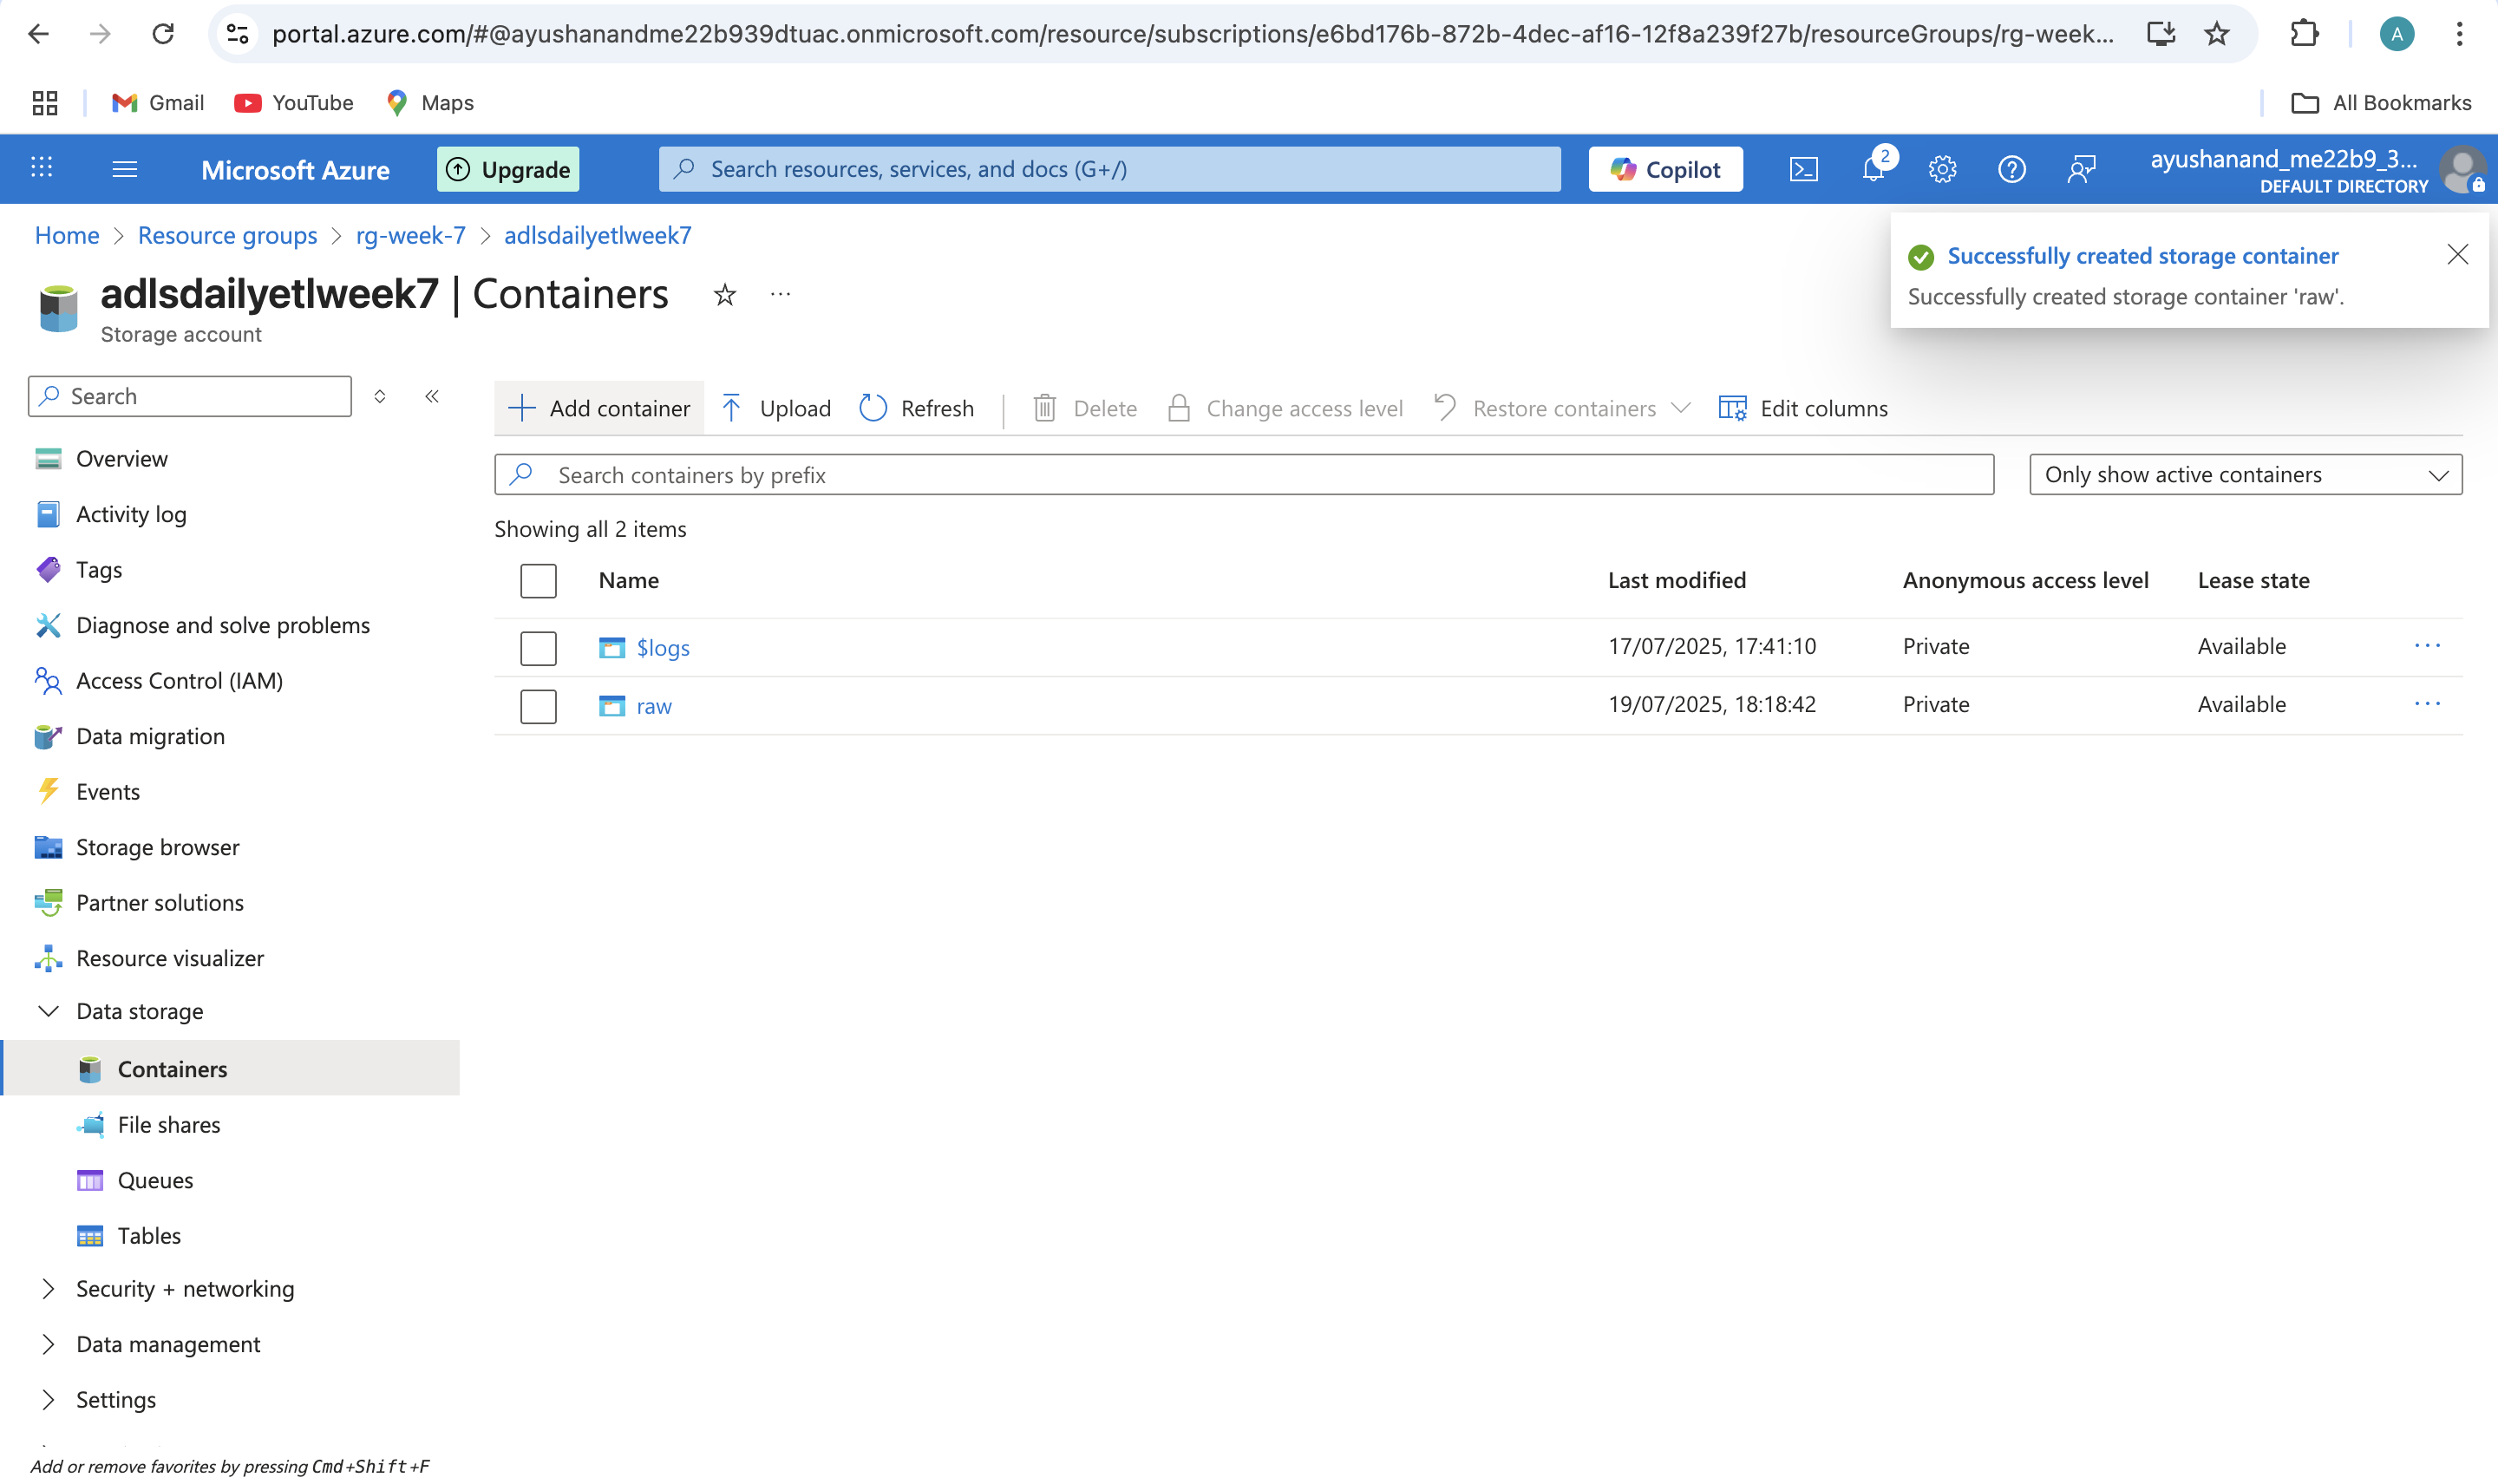 portal.azure.com/#@ayushanandme22b939dtuac.onmicrosoft.com/resource/subscriptions/e6bd176b-872b-4dec-af16-12f8a239f27b/resourceGroups/rg-week... A
Gmail YouTube Maps All Bookmarks
Microsoft Azure Upgrade Search resources, services, and docs (G+/) Copilot 2 ayushanand_me22b9_3...
DEFAULT DIRECTORY
Home > Resource groups > rg-week-7 > adlsdailyetlweek7
Successfully created storage container
Successfully created storage container 'raw'.
adlsdailyetlweek7 | Containers ...
Storage account
Search
Add container Upload Refresh Delete Change access level Restore containers Edit columns
Search containers by prefix Only show active containers
Showing all 2 items
Name Last modified Anonymous access level Lease state
$logs 17/07/2025, 17:41:10 Private Available ...
raw 19/07/2025, 18:18:42 Private Available ...
Overview
Activity log
Tags
Diagnose and solve problems
Access Control (IAM)
Data migration
Events
Storage browser
Partner solutions
Resource visualizer
Data storage
Containers
File shares
Queues
Tables
Security + networking
Data management
Settings
Add or remove favorites by pressing Cmd+Shift+F